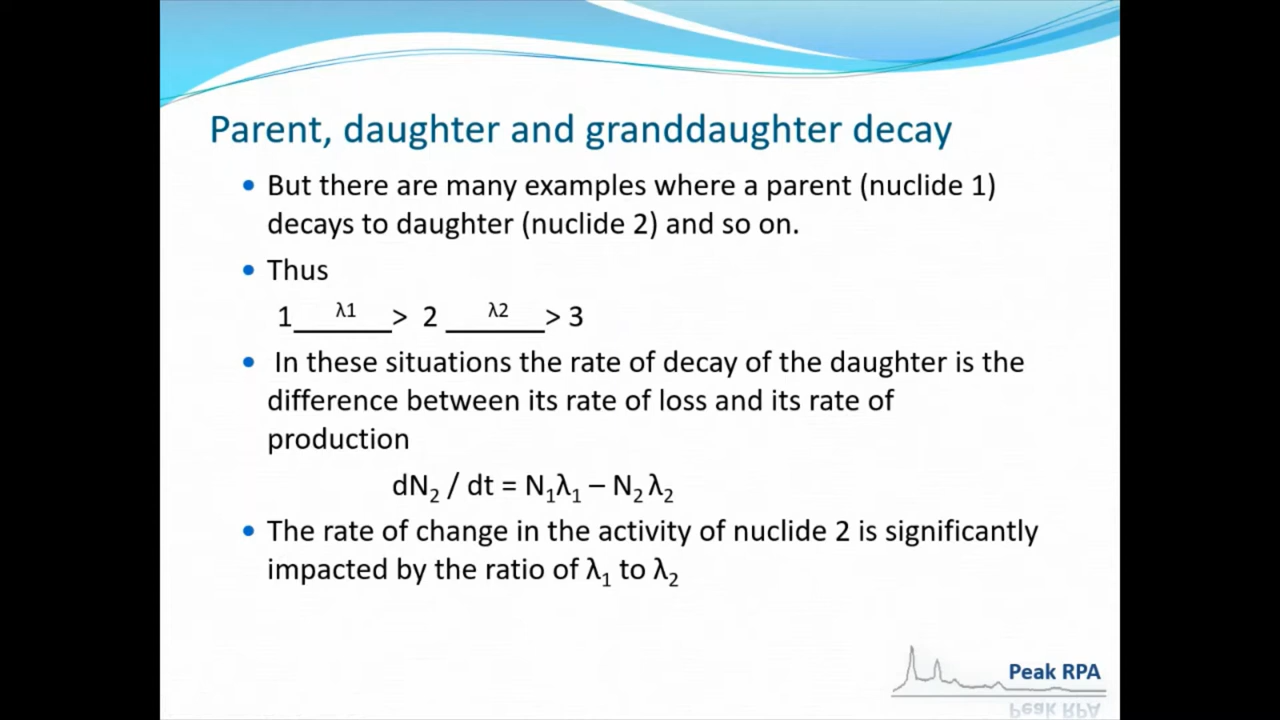 Parent, daughter and granddaughter decay
• But there are many examples where a parent (nuclide 1)
decays to daughter (nuclide 2) and so on.
• Thus
1______λ1______> 2 ______λ2______> 3
• In these situations the rate of decay of the daughter is the
difference between its rate of loss and its rate of
production
dN₂ / dt = N₁λ₁ – N₂ λ₂
• The rate of change in the activity of nuclide 2 is significantly
impacted by the ratio of λ₁ to λ₂
Peak RPA